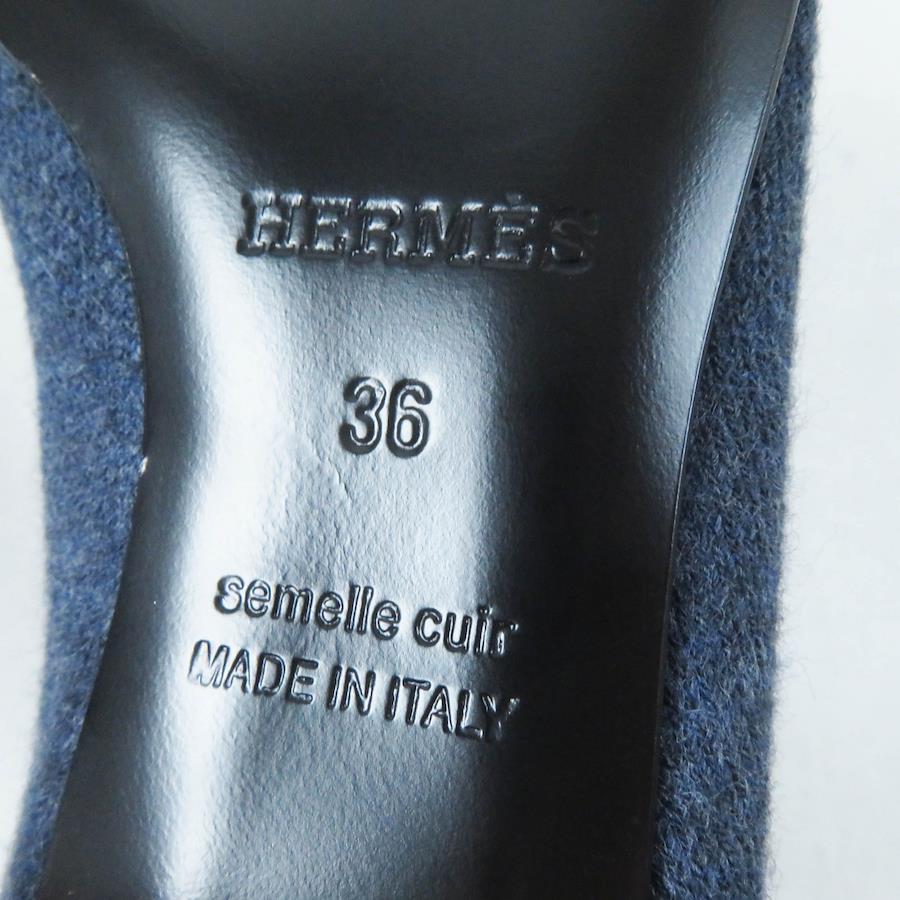 HERMÈS
36
semelle cuir
MADE IN ITALY